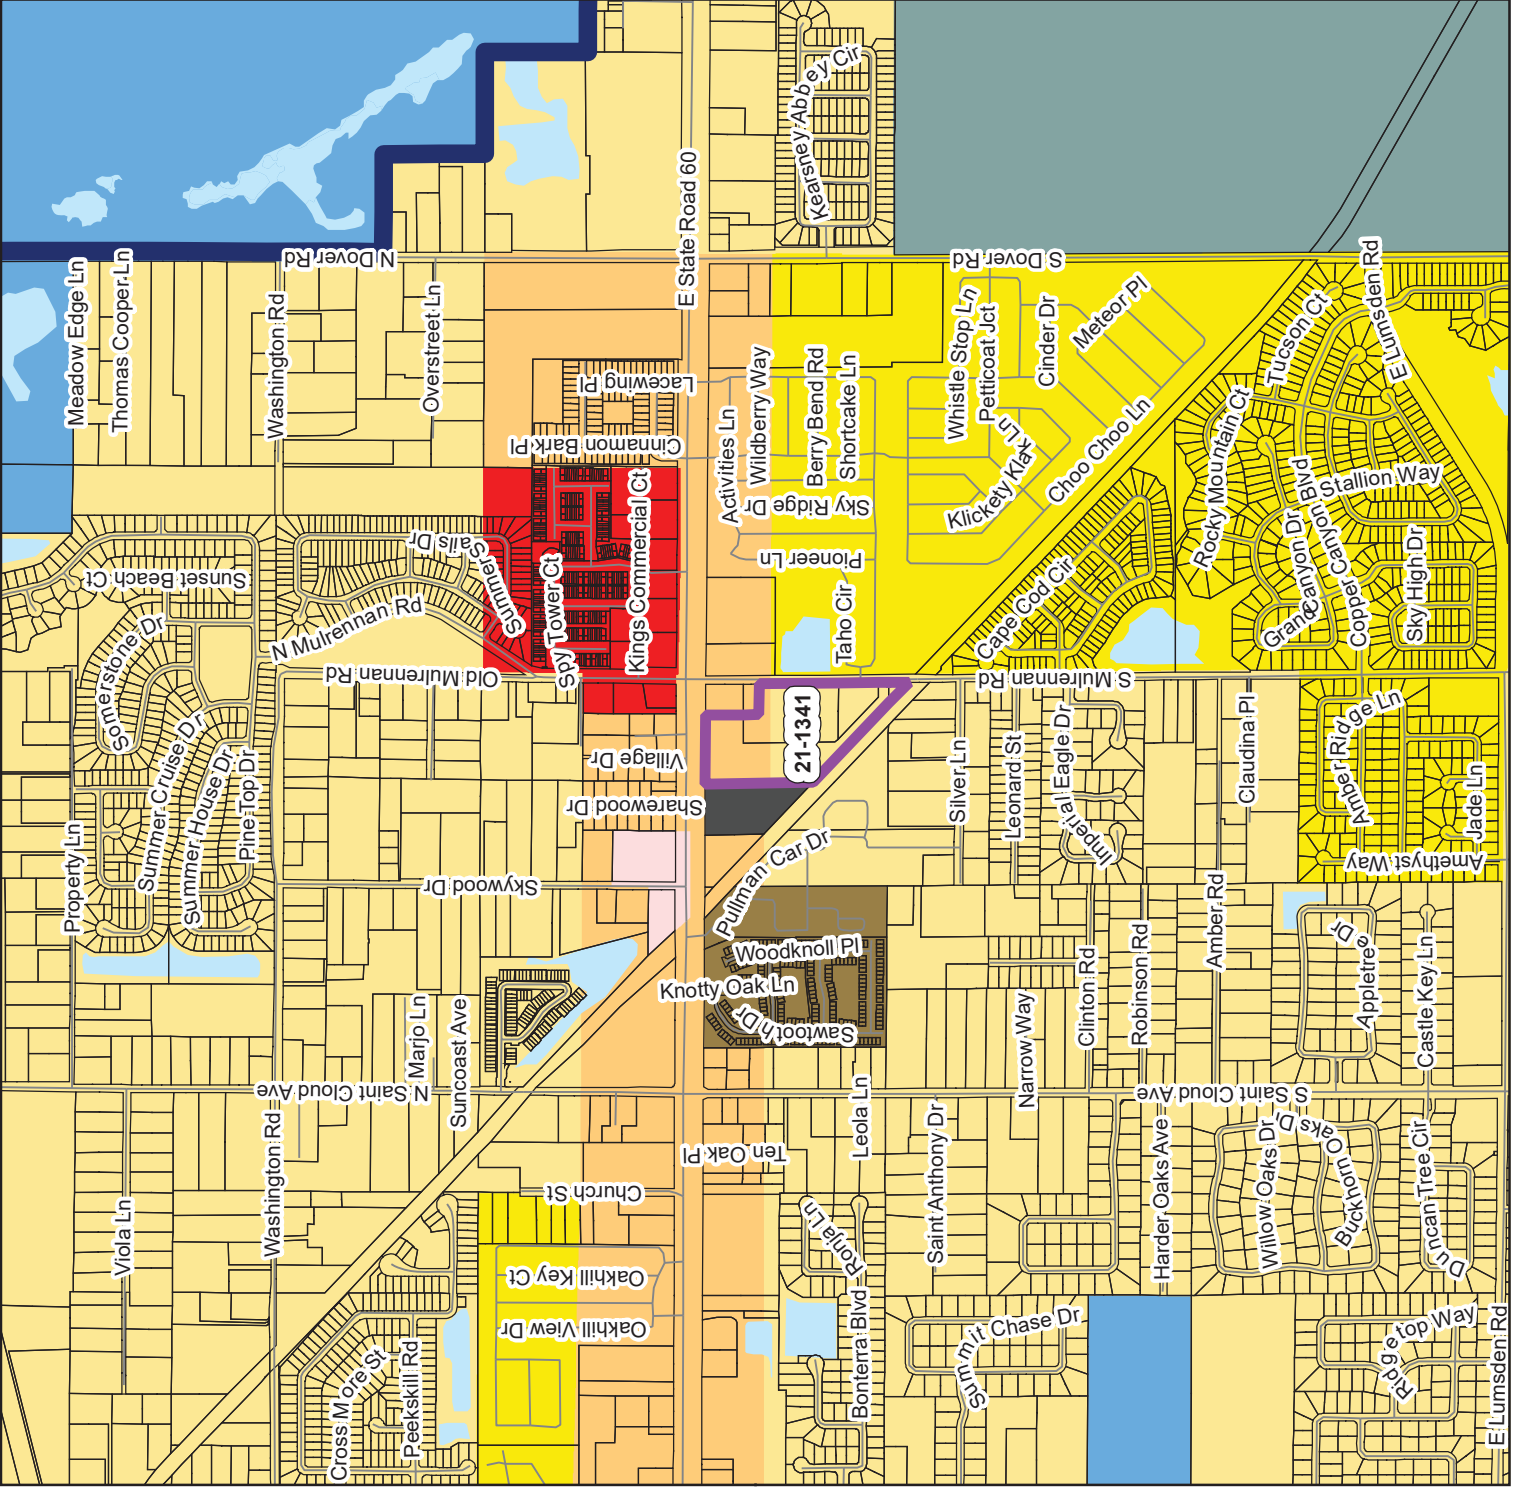 Kearsney Abbey Cir
E State Road 60
N Dover Rd
S Dover Rd
Meadow Edge Ln
Thomas Cooper Ln
Washington Rd
Overstreet Ln
E Lumsden Rd
Tucson Ct
Meteor Pl
Cinder Dr
Petticoat Jct
Whistle Stop Ln
Lacewing Pl
Cinnamon Bark Pl
Activities Ln
Wildberry Way
Berry Bend Rd
Shortcake Ln
Klickety Klak Ln
Choo Choo Ln
Rocky Mountain Ct
Stallion Way
Sky Ridge Dr
Pioneer Ln
Taho Cir
Kings Commercial Ct
Spy Tower Ct
Summer Sails Dr
Sunset Beach Ct
N Mulrennan Rd
Old Mulrennan Rd
Somerstone Dr
Cape Cod Cir
Grand Canyon Dr
Copper Canyon Blvd
Sky High Dr
S Mulrennan Rd
21-1341
Village Dr
Sharewood Dr
Summer Cruise Dr
Summer House Dr
Pine Top Dr
Property Ln
Skywood Dr
Pullman Car Dr
Silver Ln
Leonard St
Imperial Eagle Dr
Claudina Pl
Amber Ridge Ln
Jade Ln
Amethyst Way
Amber Rd
Woodknoll Pl
Knotty Oak Ln
Sawtooth Dr
Clinton Rd
Robinson Rd
Narrow Way
Appletree Dr
Castle Key Ln
Marjo Ln
Suncoast Ave
N Saint Cloud Ave
S Saint Cloud Ave
Viola Ln
Washington Rd
Church St
Ten Oak Pl
Leola Ln
Saint Anthony Dr
Harder Oaks Ave
Willow Oaks Dr
Buckhorn Oaks Dr
Duncan Tree Cir
Oakhill Key Ct
Oakhill View Dr
Ronja Ln
Bonterra Blvd
Summit Chase Dr
Ridgetop Way
E Lumsden Rd
Cross More St
Peekskill Rd